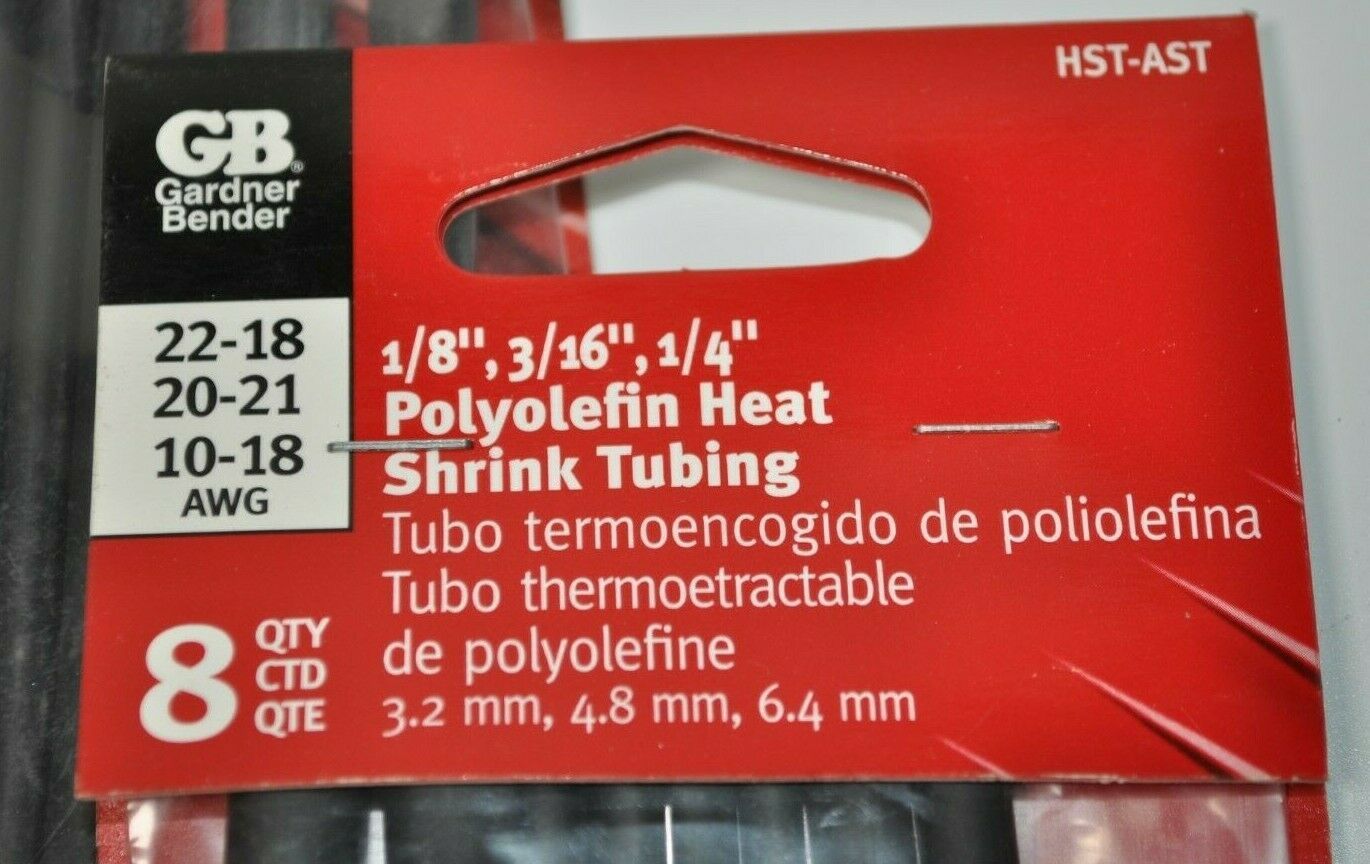 HST-AST
GB®
Gardner
Bender
22-18
20-21
10-18
AWG
1/8", 3/16", 1/4"
Polyolefin Heat
Shrink Tubing
Tubo termoencogido de poliolefina
Tubo thermoetractable
de polyolefine
3.2 mm, 4.8 mm, 6.4 mm
8
QTY
CTD
QTE